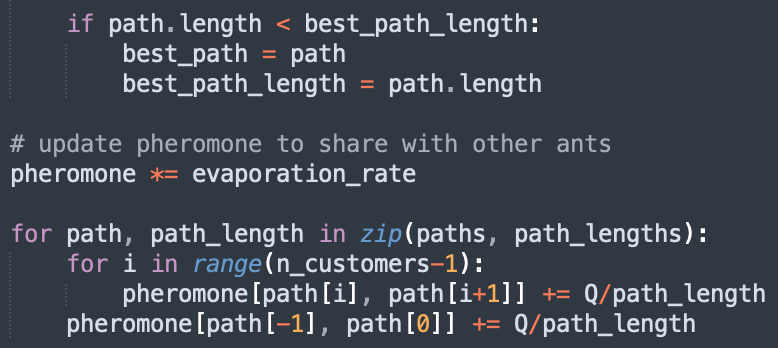 if path.length < best_path_length:
best_path = path
best_path_length = path.length
# update pheromone to share with other ants
pheromone *= evaporation_rate
for path, path_length in zip(paths, path_lengths):
for i in range(n_customers-1):
pheromone[path[i], path[i+1]] += Q/path_length
pheromone[path[-1], path[0]] += Q/path_length